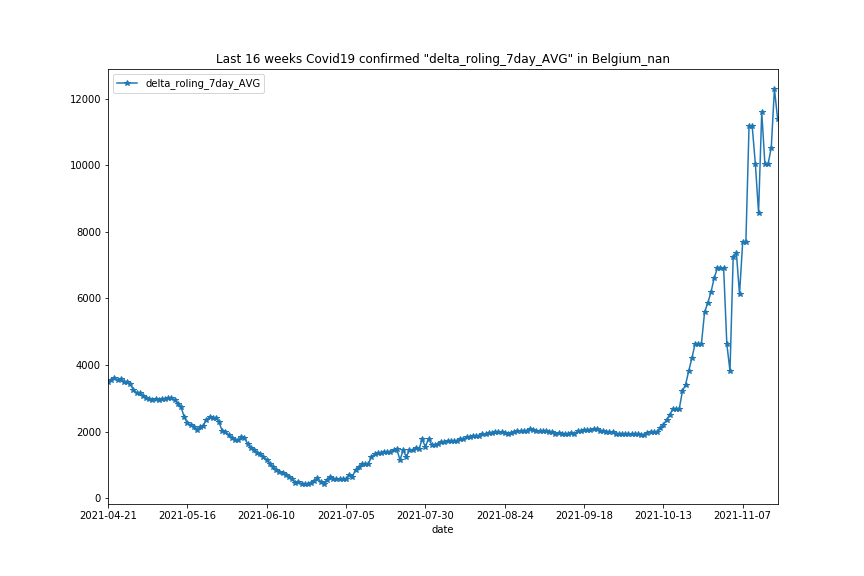 Last 16 weeks Covid19 confirmed "delta_roling_7day_AVG" in Belgium_nan
delta_roling_7day_AVG
12000
10000
8000
6000
4000
2000
0
2021-04-21 2021-05-16 2021-06-10 2021-07-05 2021-07-30 2021-08-24 2021-09-18 2021-10-13 2021-11-07
date